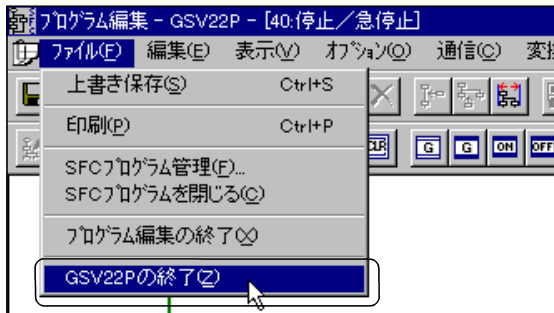 ﾌﾟﾛｸﾞﾗﾑ編集 - GSV22P - [40:停止／急停止]
ﾌｧｲﾙ(F) 編集(E) 表示(V) ｵﾌﾟｼｮﾝ(O) 通信(C) 変換
上書き保存(S) Ctrl+S
印刷(P) Ctrl+P
CLR G G ON OFF
SFCﾌﾟﾛｸﾞﾗﾑ管理(F)...
SFCﾌﾟﾛｸﾞﾗﾑを閉じる(C)
ﾌﾟﾛｸﾞﾗﾑ編集の終了(X)
GSV22Pの終了(Z)